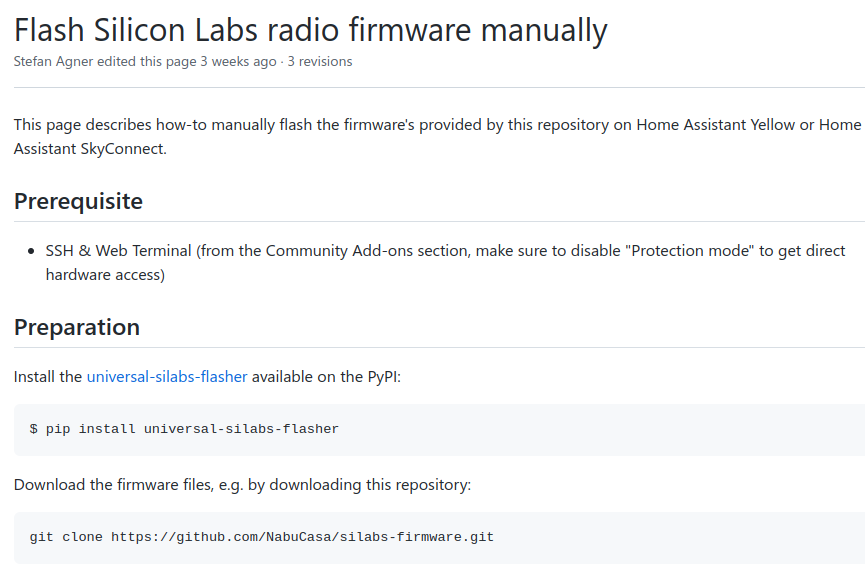 Flash Silicon Labs radio firmware manually
Stefan Agner edited this page 3 weeks ago · 3 revisions
This page describes how-to manually flash the firmware's provided by this repository on Home Assistant Yellow or Home
Assistant SkyConnect.
Prerequisite
• SSH & Web Terminal (from the Community Add-ons section, make sure to disable "Protection mode" to get direct
hardware access)
Preparation
Install the universal-silabs-flasher available on the PyPI:
$ pip install universal-silabs-flasher
Download the firmware files, e.g. by downloading this repository:
git clone https://github.com/NabuCasa/silabs-firmware.git